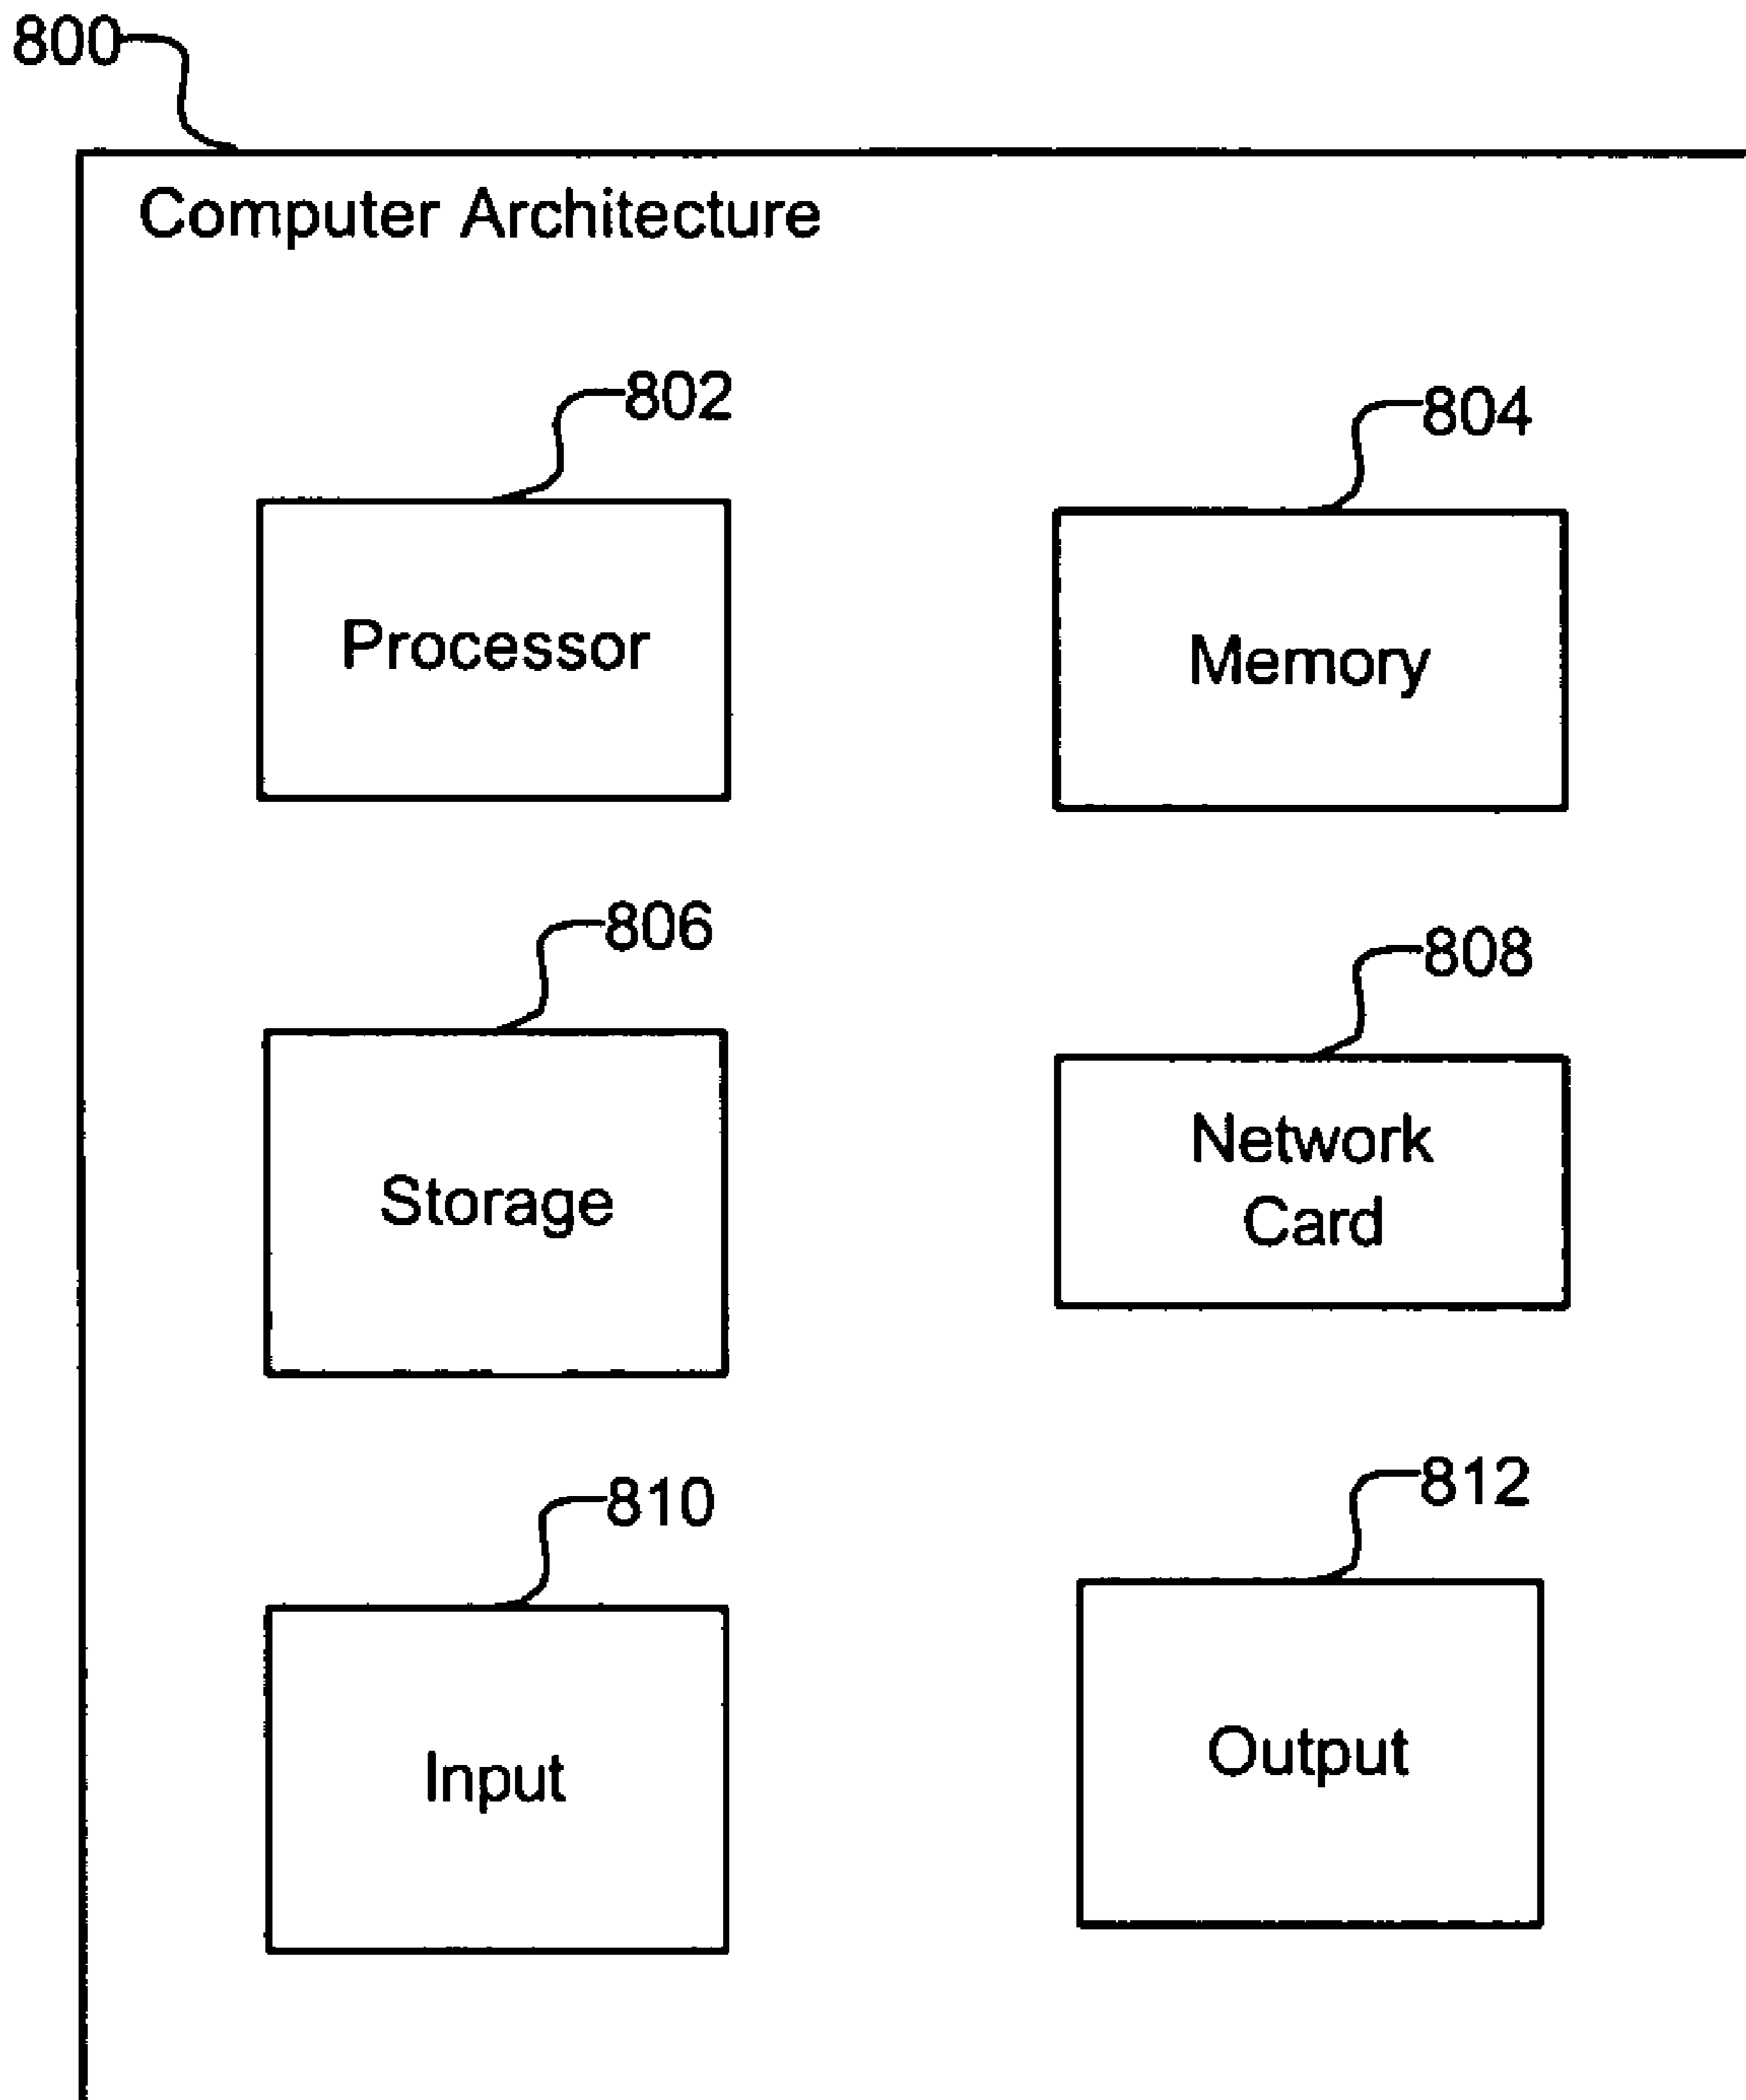 800
Computer Architecture
802
804
Processor
Memory
806
808
Storage
Network
Card
810
812
Input
Output